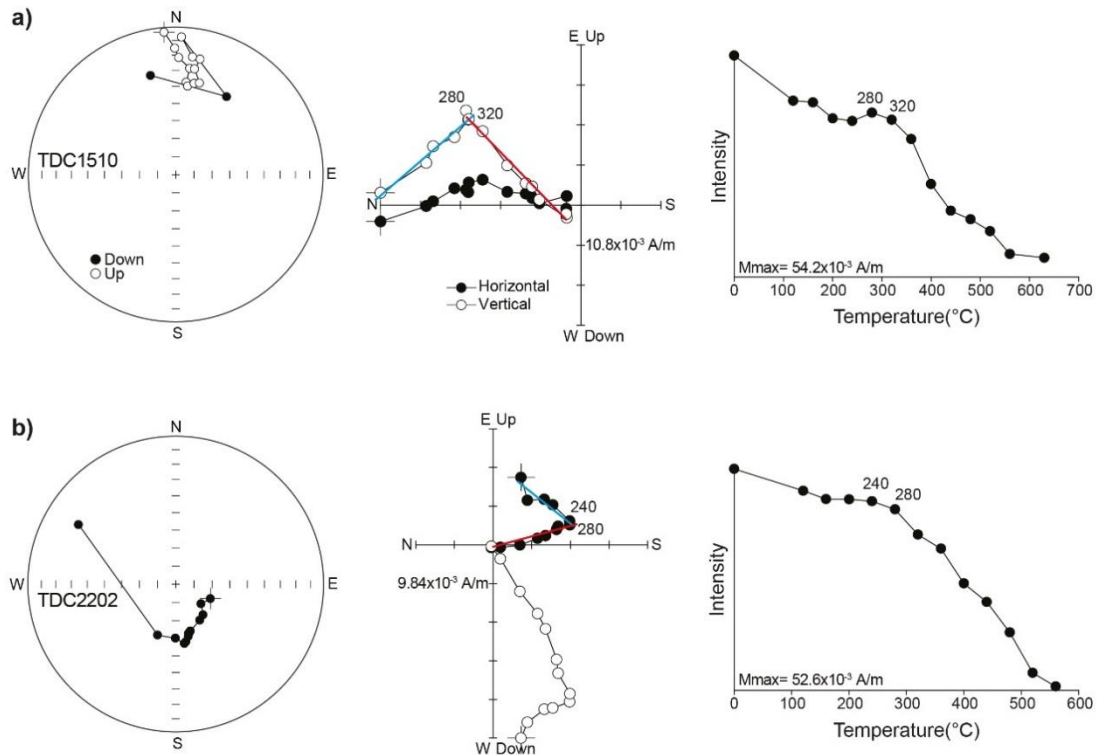 a)
N
W
E
S
TDC1510
Down
Up
E Up
N
S
W Down
280
320
10.8x10⁻³ A/m
Horizontal
Vertical
Intensity
280
320
Mmax= 54.2x10⁻³ A/m
0 100 200 300 400 500 600 700
Temperature(°C)
b)
N
W
E
S
TDC2202
E Up
N
S
W Down
240
280
9.84x10⁻³ A/m
Intensity
240
280
Mmax= 52.6x10⁻³ A/m
0 100 200 300 400 500 600
Temperature(°C)